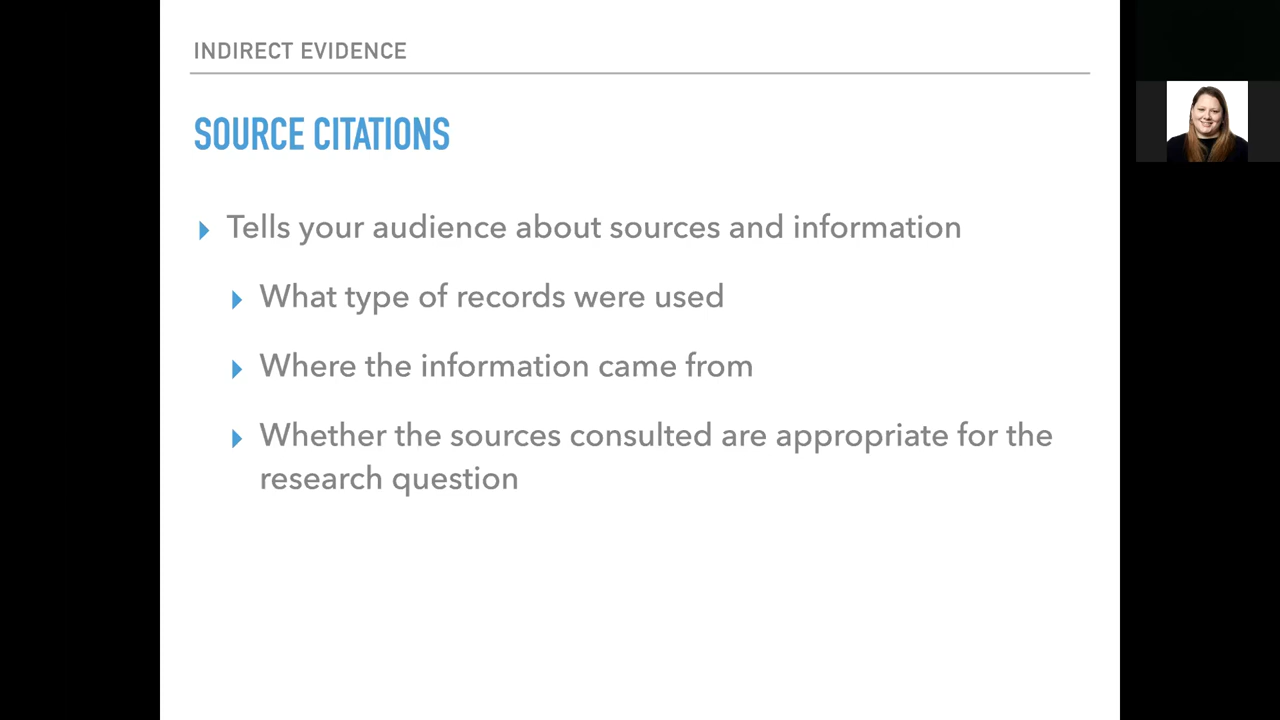 INDIRECT EVIDENCE
SOURCE CITATIONS
Tells your audience about sources and information
What type of records were used
Where the information came from
Whether the sources consulted are appropriate for the
research question